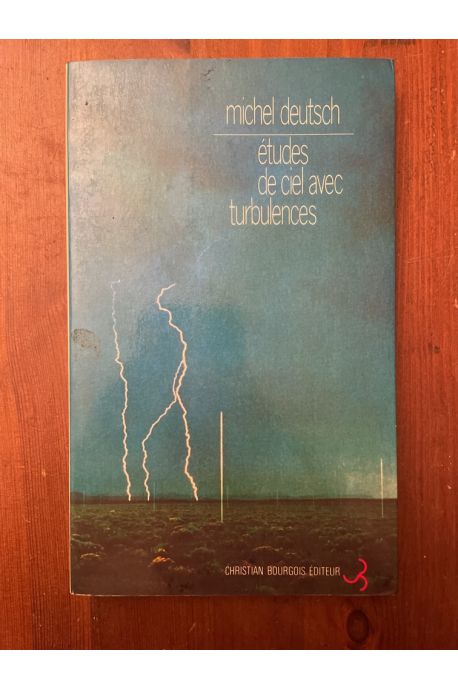 michel deutsch
études
de ciel avec
turbulences
CHRISTIAN BOURGOIS ÉDITEUR